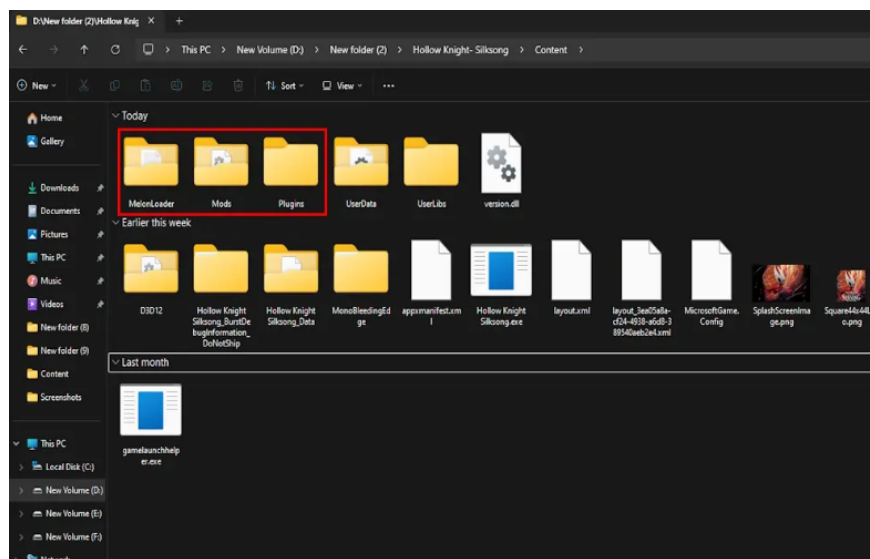 D:\New folder (2)\Hollow Knig
This PC > New Volume (D:) > New folder (2) > Hollow Knight- Silksong > Content >
New
Sort
View
Home
Gallery
Downloads
Documents
Pictures
This PC
Music
Videos
New folder (8)
New folder (9)
Content
Screenshots
This PC
Local Disk (C:)
New Volume (D:)
New Volume (E:)
New Volume (F:)
Network
Today
MelonLoader
Mods
Plugins
UserData
UserLibs
version.dll
Earlier this week
D3D12
Hollow Knight
Silksong_BurstDe
bugInformation_
DoNotShip
Hollow Knight
Silksong_Data
MonoBleedingEd
ge
appxmanifest.xm
l
Hollow Knight
Silksong.exe
layout.xml
layout_3ea05a8a-
cf24-4938-a6d8-3
89540aeb2e4.xml
MicrosoftGame.
Config
SplashScreenIma
ge.png
Square44x44L
o.png
Last month
gamelaunchhelp
er.exe